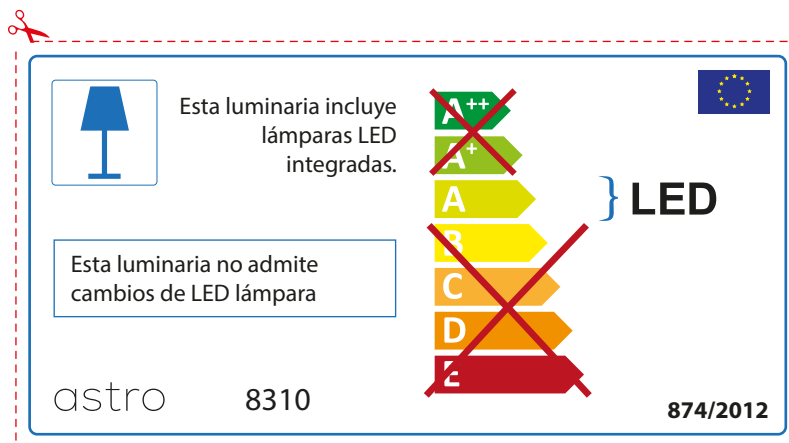 Esta luminaria incluye
lámparas LED
integradas.
A++
A+
A
LED
B
C
D
E
Esta luminaria no admite
cambios de LED lámpara
astro
8310
874/2012